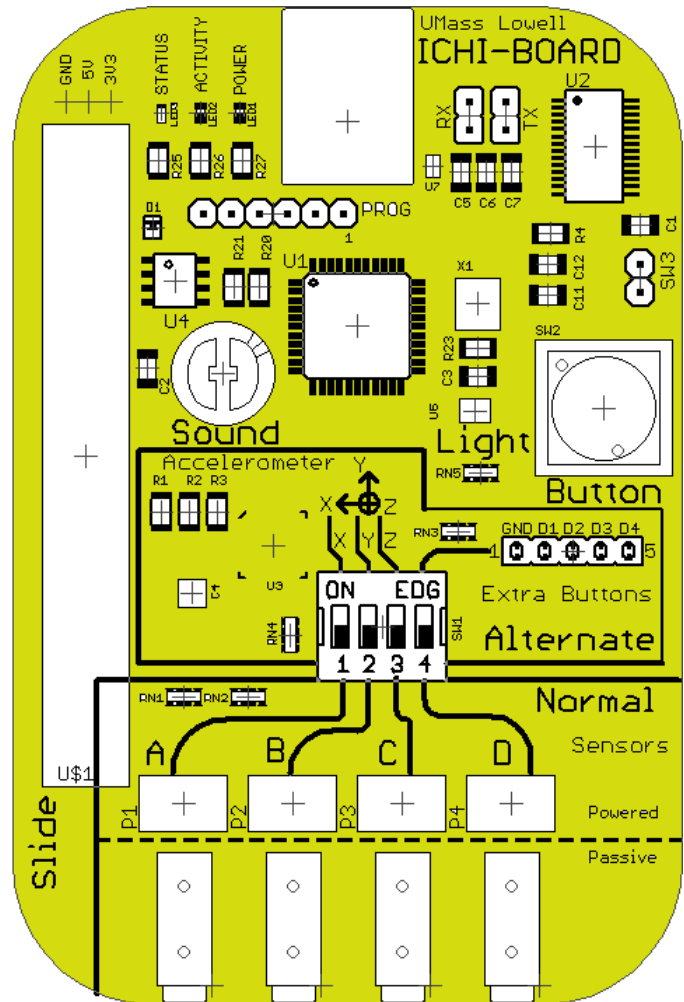 UMass Lowell
ICHI-BOARD
GND
5V
3V3
STATUS
ACTIVITY
POWER
LED3
LED2
LED1
U2
RX
TX
R25
R26
R27
U7
C5
C6
C7
PROG
1
D1
C1
R4
R21
R20
U1
C12
X1
SW3
C11
U4
SW2
R23
C2
C3
Sound
Light
Accelerometer
Y
RN5
Button
R1
R2
R3
X
Z
RN3
GND
D1
D2
D3
D4
X
Y
Z
1
5
U3
C4
ON
EDG
Extra Buttons
RN4
SW1
Alternate
1
2
3
4
RN1
RN2
Normal
A
B
C
D
Sensors
U$1
P1
P2
P3
P4
Powered
Slide
Passive